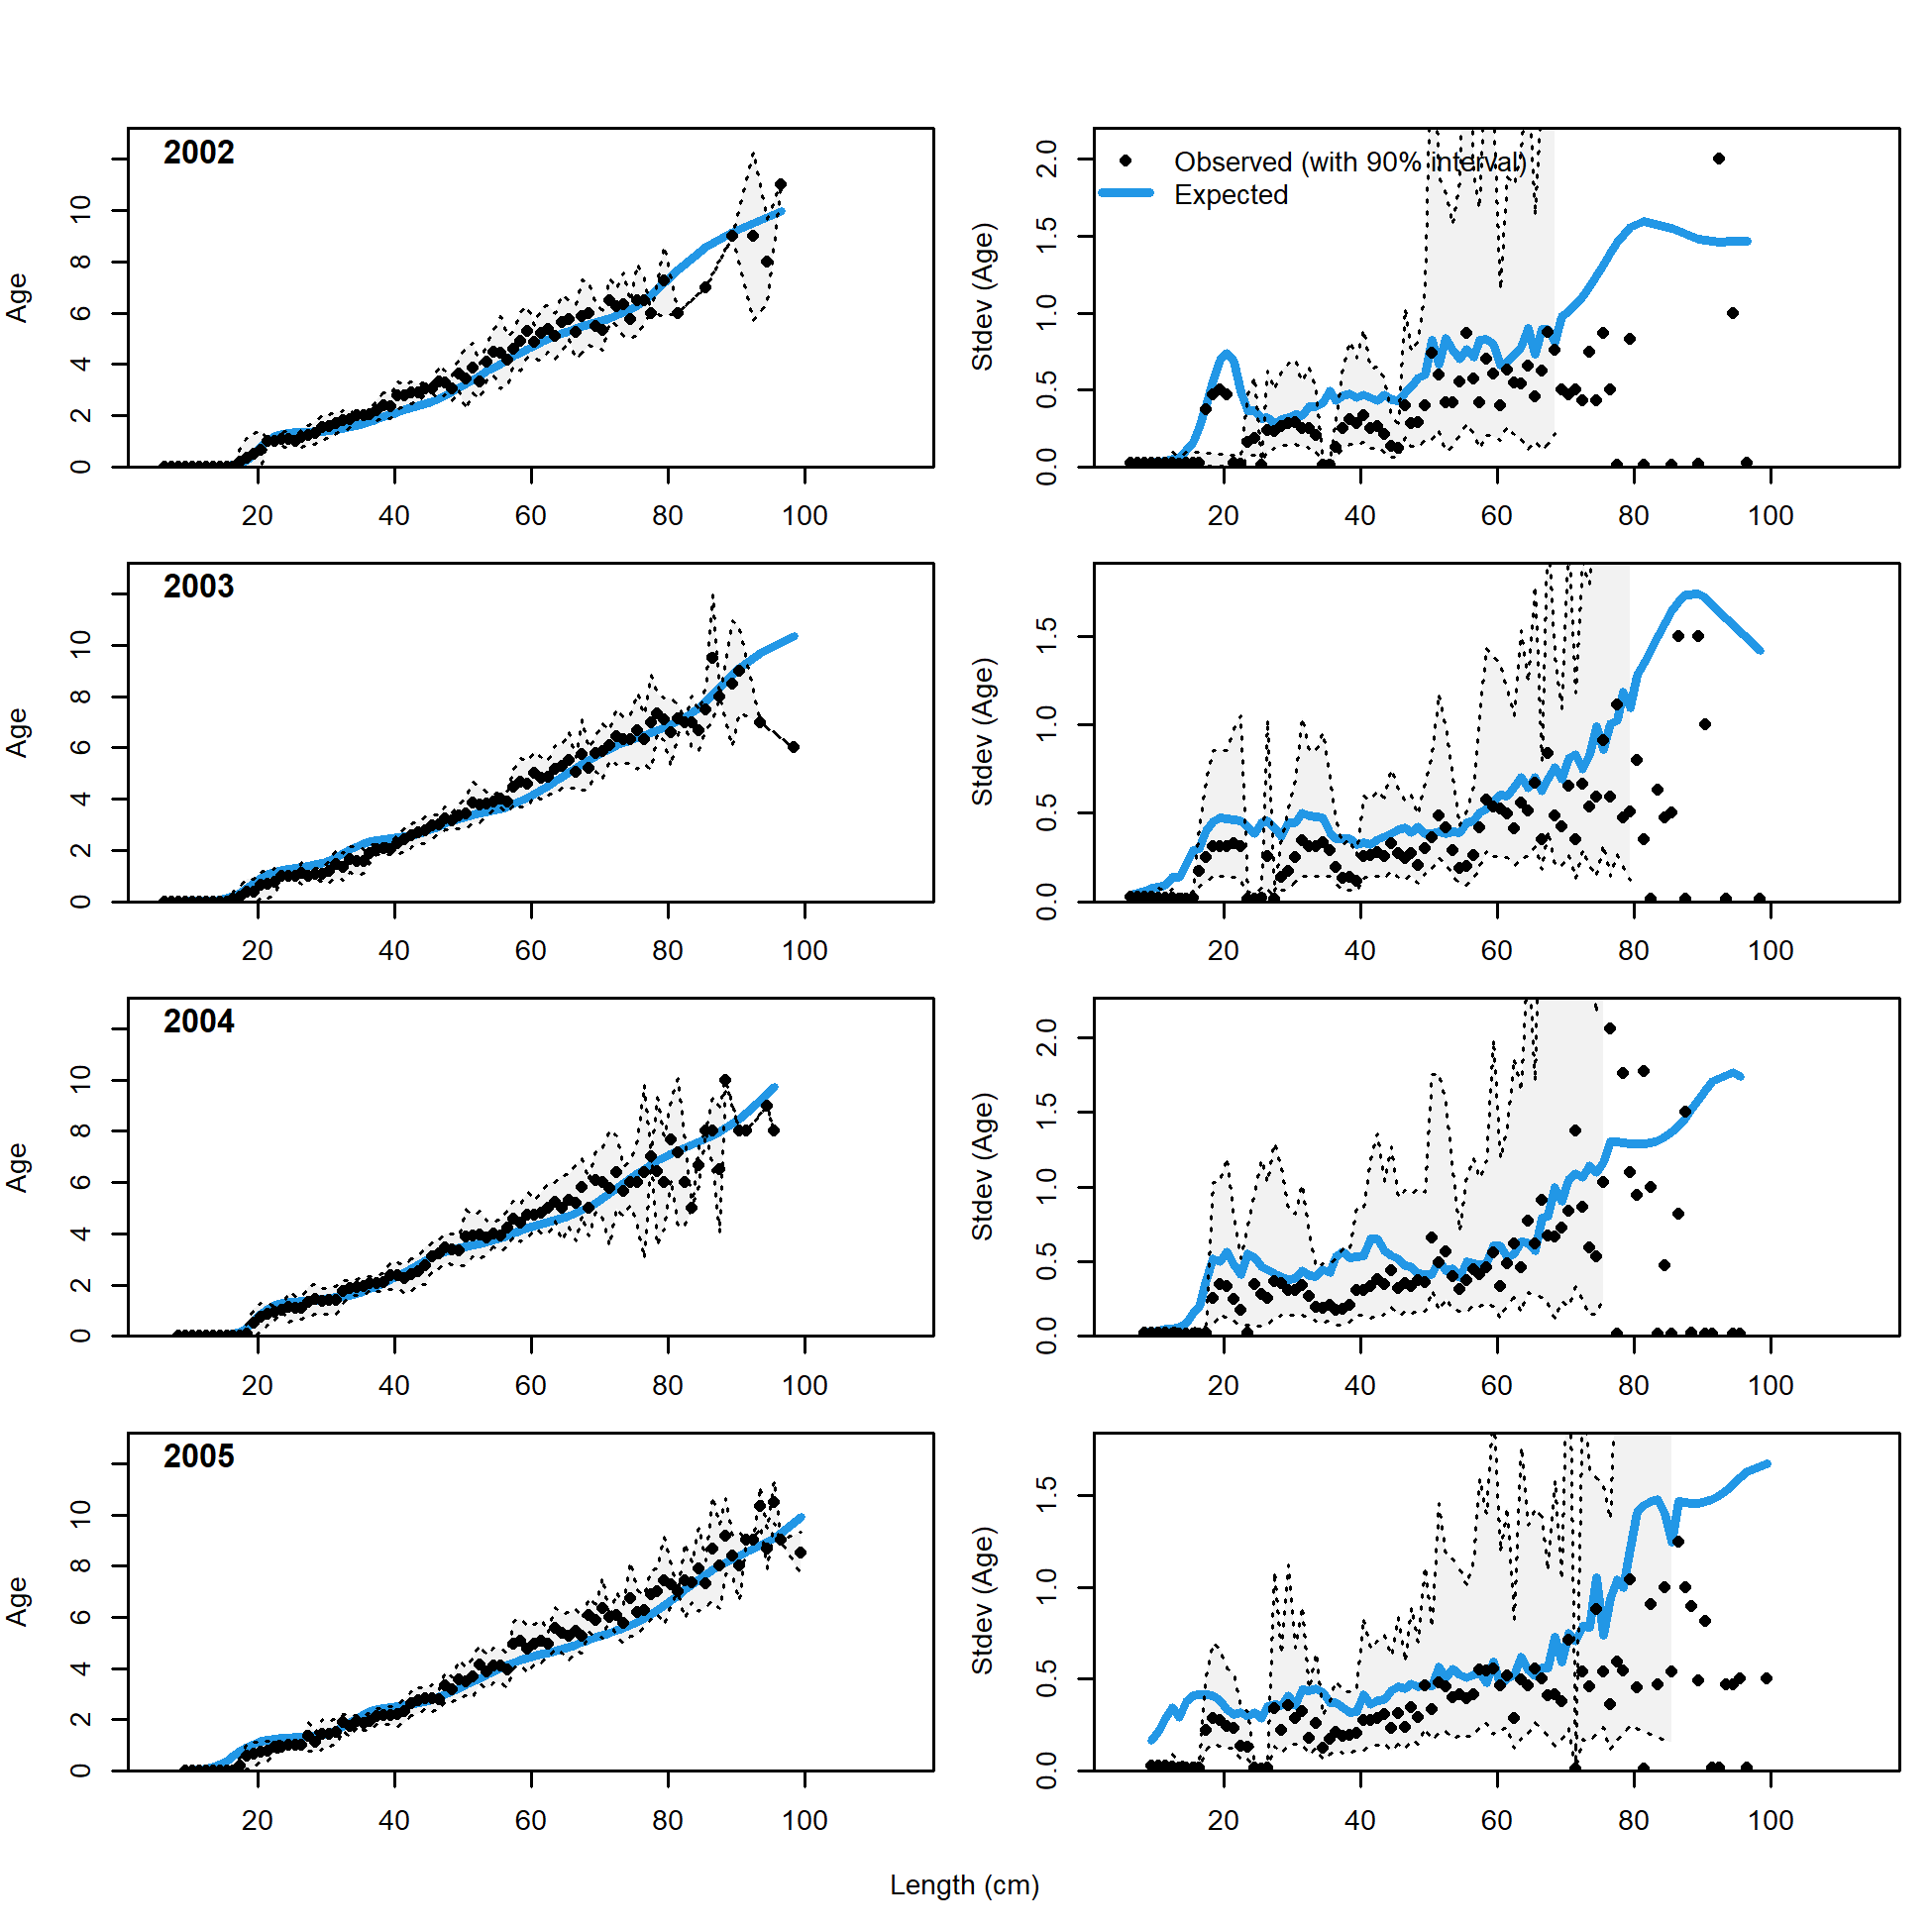 2002
Age
0 2 4 6 8 10
20 40 60 80 100
Observed (with 90% interval)
Expected
Stdev (Age)
0.0 0.5 1.0 1.5 2.0
20 40 60 80 100
2003
Age
0 2 4 6 8 10
20 40 60 80 100
Stdev (Age)
0.0 0.5 1.0 1.5
20 40 60 80 100
2004
Age
0 2 4 6 8 10
20 40 60 80 100
Stdev (Age)
0.0 0.5 1.0 1.5 2.0
20 40 60 80 100
2005
Age
0 2 4 6 8 10
20 40 60 80 100
Stdev (Age)
0.0 0.5 1.0 1.5
20 40 60 80 100
Length (cm)